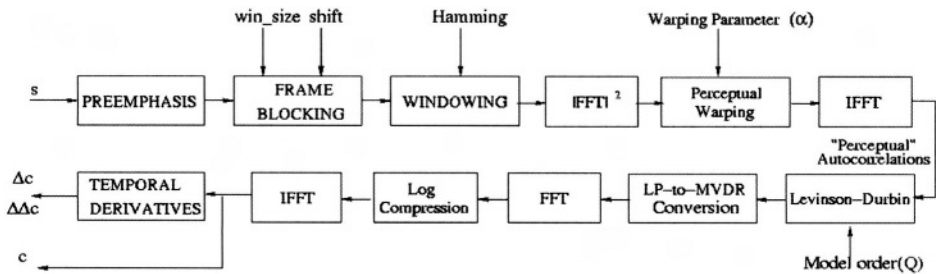 win_size shift
Hamming
Warping Parameter (α)
s
PREEMPHASIS
FRAME
BLOCKING
WINDOWING
|FFT|²
Perceptual
Warping
IFFT
"Perceptual"
Autocorrelations
Δc
ΔΔc
TEMPORAL
DERIVATIVES
IFFT
Log
Compression
FFT
LP-to-MVDR
Conversion
Levinson-Durbin
c
Model order(Q)